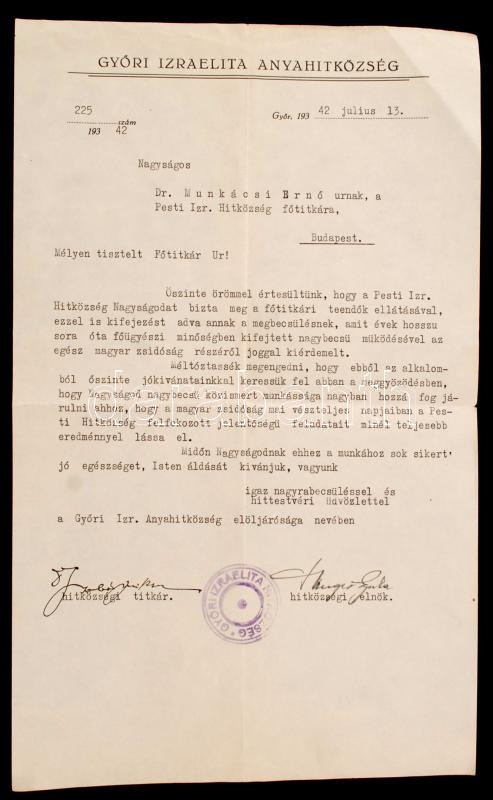 GYŐRI IZRAELITA ANYAHITKÖZSÉG
225 szám
193 42
Győr, 193 42 július 13.
Nagyságos
Dr. Munkácsi Ernő urnak, a
Pesti Izr. Hitközség főtitkára,
Budapest.
Mélyen tisztelt Főtitkár Ur!
Őszinte örömmel értesültünk, hogy a Pesti Izr.
Hitközség Nagyságodat bizta meg a főtitkári teendők ellátásával,
ezzel is kifejezést adva annak a megbecsülésnek, amit évek hosszu
sora óta főügyészi minőségben kifejtett nagybecsü müködésével az
egész magyar zsidóság részéről joggal kiérdemelt.
Méltóztassék megengedni, hogy ebből az alkalom-
ból őszinte jókivánatainkkal keressük fel abban a meggyőződésben,
hogy Nagyságod nagybecsü közismert munkássága nagyban hozzá fog já-
rulni ahhoz, hogy a magyar zsidóság mai vészteljes napjaiban a Pes-
ti Hitközség felfokozott jelentőségü feladatait minél teljesebb
eredménnyel lássa el.
Midőn Nagyságodnak ehhez a munkához sok sikert'
jó egészséget, Isten áldását kivánjuk, vagyunk
igaz nagyrabecsüléssel és
hittestvéri üdvözlettel
a Győri Izr. Anyahitközség elöljárósága nevében
hitközségi titkár.
hitközségi elnök.
GYŐRI IZRAELITA ANYAHITKÖZSÉG
darabanth